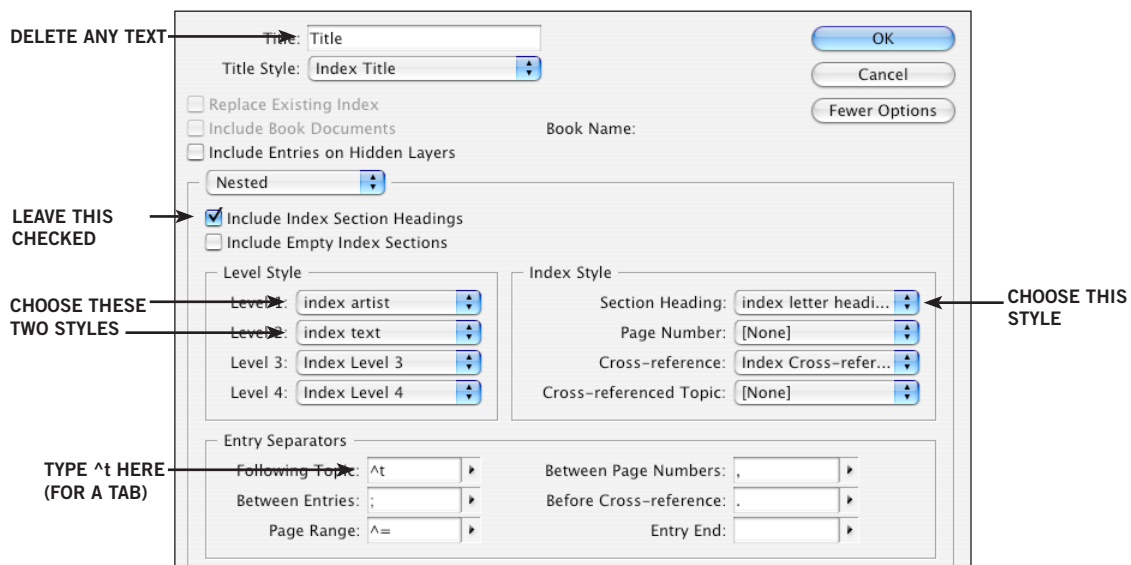 DELETE ANY TEXT
Title: Title
OK
Title Style: Index Title
Cancel
Replace Existing Index
Fewer Options
Include Book Documents
Book Name:
Include Entries on Hidden Layers
Nested
LEAVE THIS
CHECKED
Include Index Section Headings
Include Empty Index Sections
Level Style
Index Style
CHOOSE THESE
TWO STYLES
Level 1: index artist
Section Heading: index letter headi...
CHOOSE THIS
STYLE
Level 2: index text
Page Number: [None]
Level 3: Index Level 3
Cross-reference: Index Cross-refer...
Level 4: Index Level 4
Cross-referenced Topic: [None]
Entry Separators
TYPE ^t HERE
(FOR A TAB)
Following Topic: ^t
Between Page Numbers: ,
Between Entries: ;
Before Cross-reference: .
Page Range: ^=
Entry End: